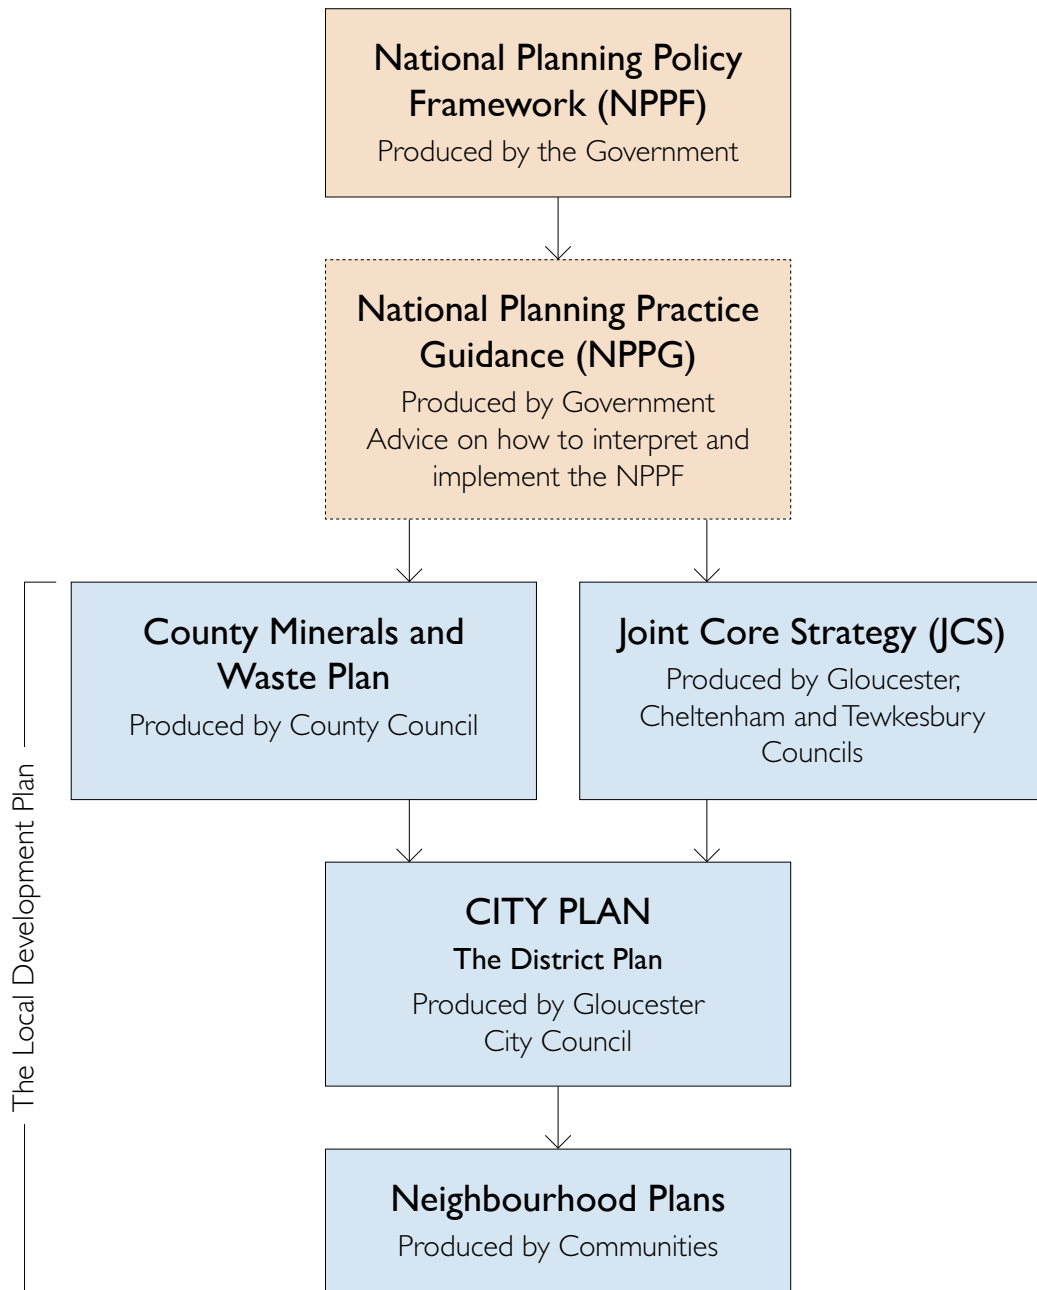 National Planning Policy
Framework (NPPF)
Produced by the Government
National Planning Practice
Guidance (NPPG)
Produced by Government
Advice on how to interpret and
implement the NPPF
The Local Development Plan
County Minerals and
Waste Plan
Produced by County Council
Joint Core Strategy (JCS)
Produced by Gloucester,
Cheltenham and Tewkesbury
Councils
CITY PLAN
The District Plan
Produced by Gloucester
City Council
Neighbourhood Plans
Produced by Communities